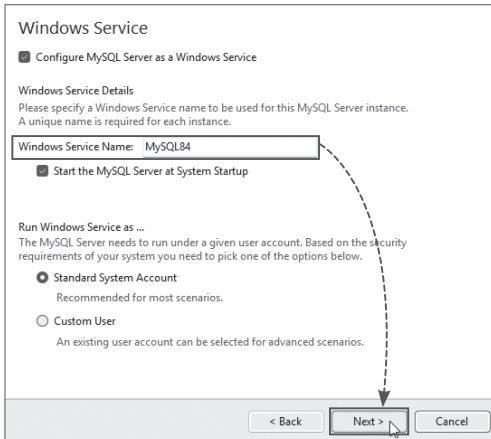 Windows Service
Configure MySQL Server as a Windows Service
Windows Service Details
Please specify a Windows Service name to be used for this MySQL Server instance.
A unique name is required for each instance.
Windows Service Name: MySQL84
Start the MySQL Server at System Startup
Run Windows Service as ...
The MySQL Server needs to run under a given user account. Based on the security
requirements of your system you need to pick one of the options below.
Standard System Account
Recommended for most scenarios.
Custom User
An existing user account can be selected for advanced scenarios.
< Back Next > Cancel